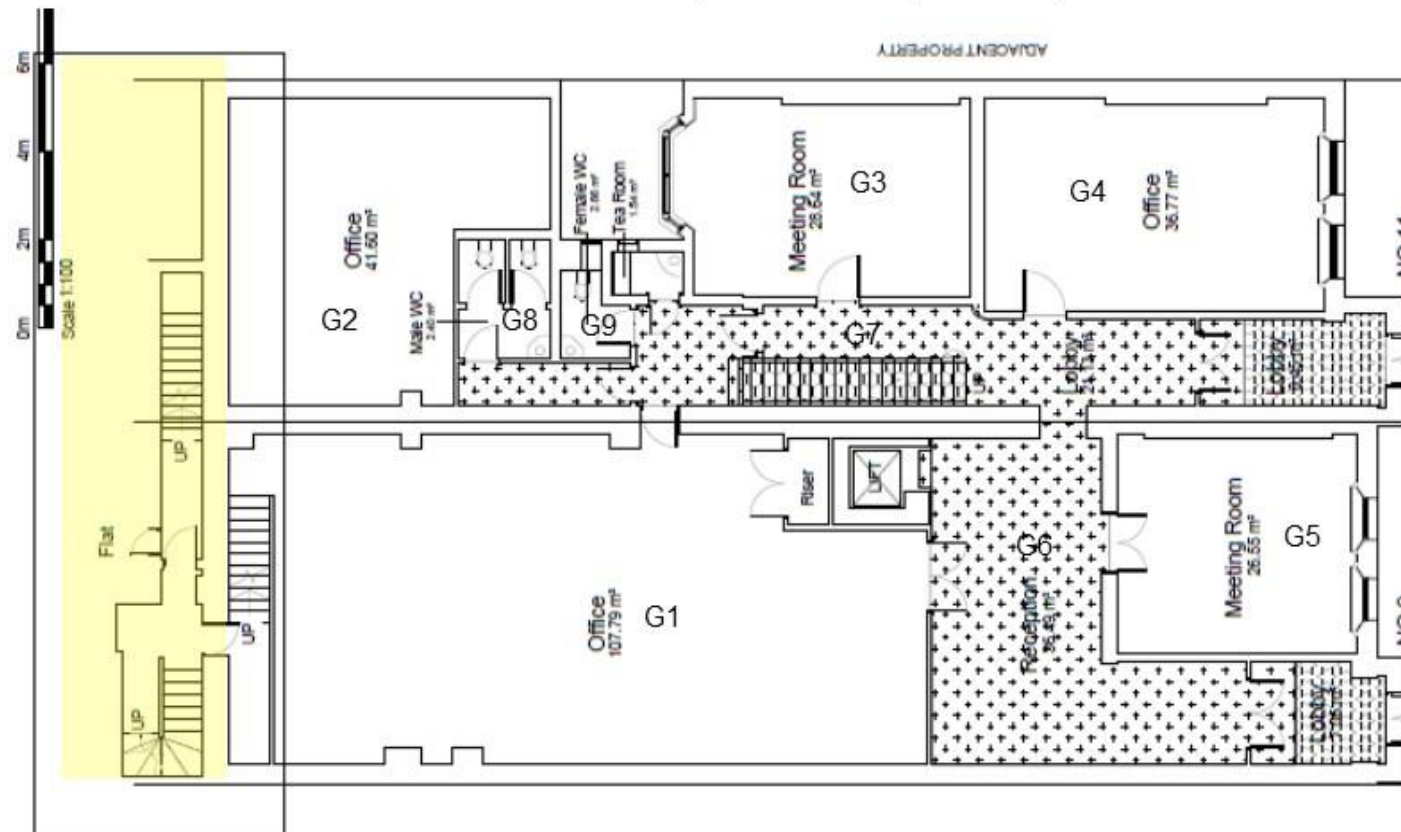 ADJACENT PROPERTY
6m
4m
2m
0m
Scale 1:100
Office
41.60 m²
G2
Male WC
2.40 m²
G8
Female WC
2.66 m²
Tea Room
1.54 m²
G9
Meeting Room
28.64 m²
G3
G4
Office
36.77 m²
G7
UP
Lobby
Lobby
UP
Flat
UP
UP
Office
107.79 m²
G1
Riser
LIFT
G6
Reception
36.49 m²
Meeting Room
26.55 m²
G5
Lobby